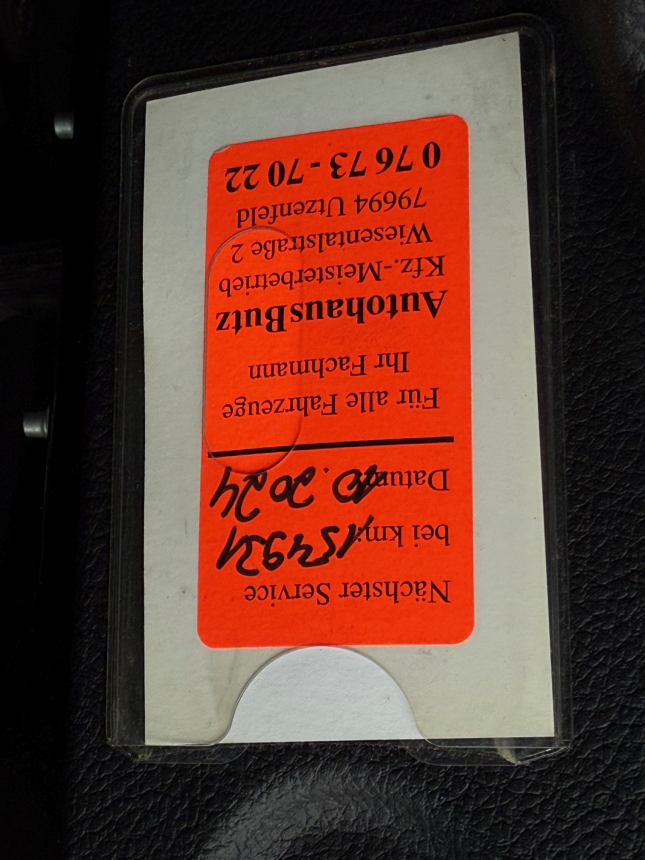 Nächster Service
bei km: 154931
Datum: 10.2024
Für alle Fahrzeuge
Ihr Fachmann
AutohausButz
Kfz.-Meisterbetrieb
Wiesentalstraße 2
79694 Utzenfeld
0 76 73 - 70 22